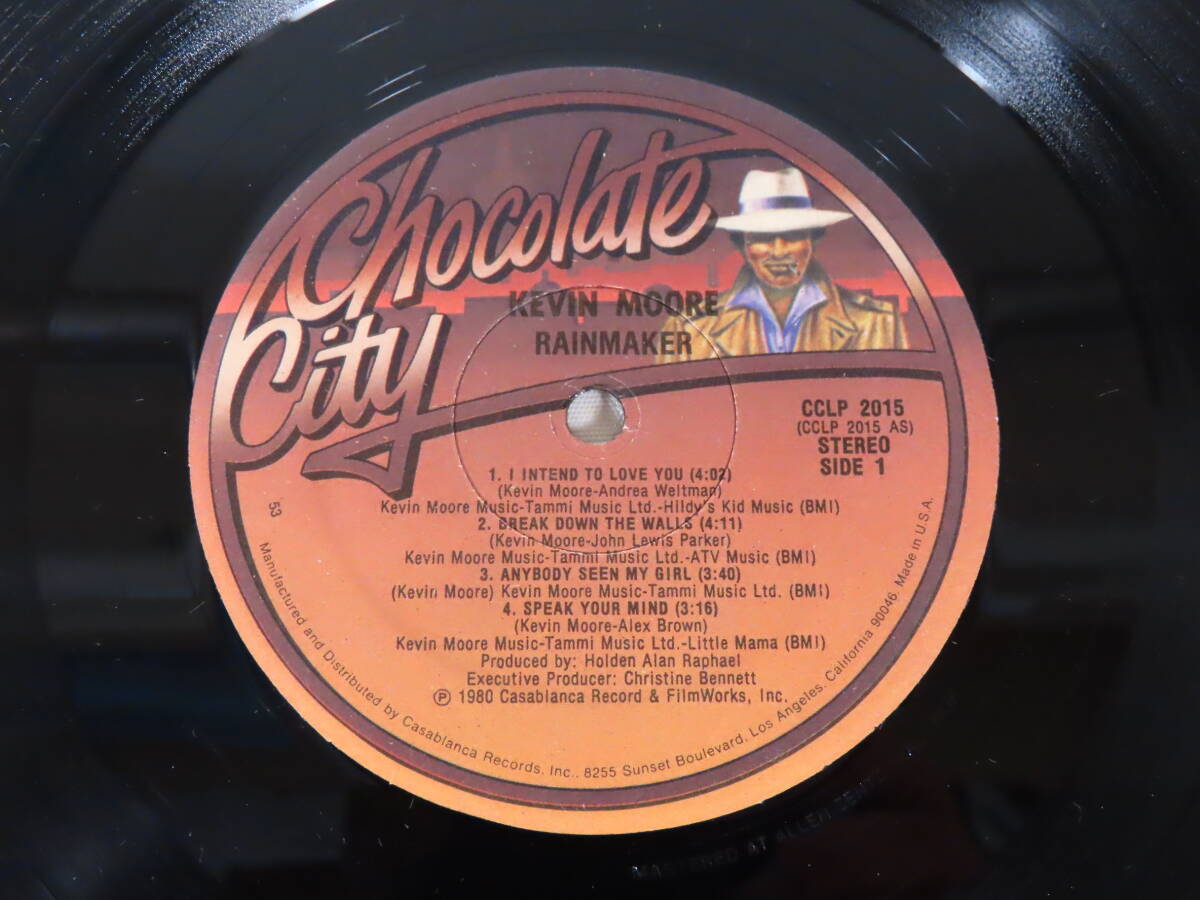 Chocolate
City
KEVIN MOORE
RAINMAKER
CCLP 2015
(CCLP 2015 AS)
STEREO
SIDE 1
1. I INTEND TO LOVE YOU (4:02)
(Kevin Moore-Andrea Weltman)
Kevin Moore Music-Tammi Music Ltd.-Hildy's Kid Music (BMI)
2. BREAK DOWN THE WALLS (4:11)
(Kevin Moore-John Lewis Parker)
Kevin Moore Music-Tammi Music Ltd.-ATV Music (BMI)
3. ANYBODY SEEN MY GIRL (3:40)
(Kevin Moore) Kevin Moore Music-Tammi Music Ltd. (BMI)
4. SPEAK YOUR MIND (3:16)
(Kevin Moore-Alex Brown)
Kevin Moore Music-Tammi Music Ltd.-Little Mama (BMI)
Produced by: Holden Alan Raphael
Executive Producer: Christine Bennett
℗ 1980 Casablanca Record & FilmWorks, Inc.
53
Manufactured and Distributed by Casablanca Records, Inc., 8255 Sunset Boulevard, Los Angeles, California 90046. Made in U.S.A.
MASTERED AT ALLEN